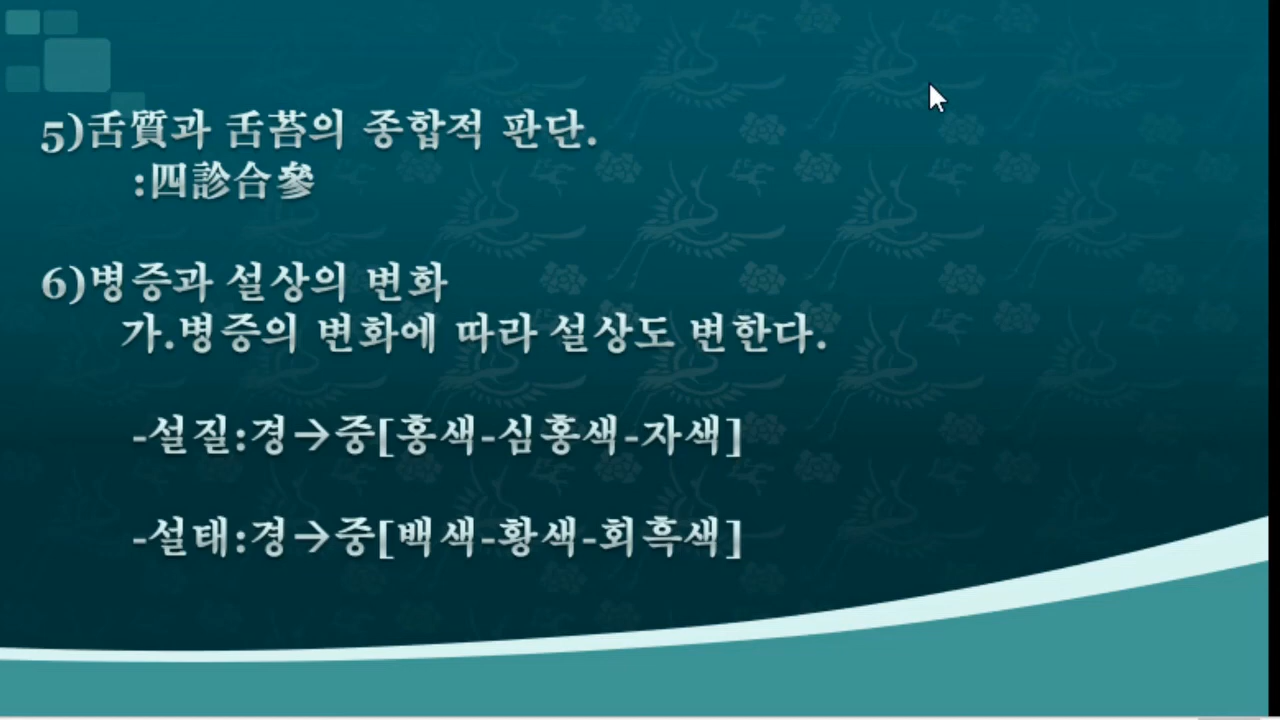 5)舌質과 舌苔의 종합적 판단.
:四診合參
6)병증과 설상의 변화
가.병증의 변화에 따라 설상도 변한다.
-설질:경→중[홍색-심홍색-자색]
-설태:경→중[백색-황색-회흑색]